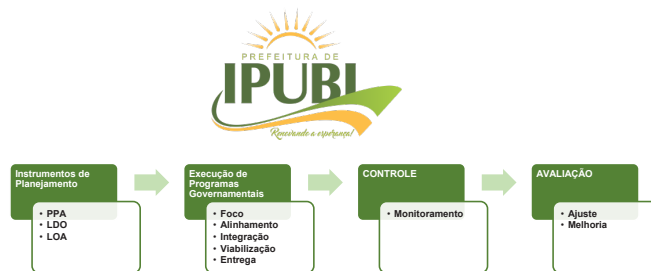 PREFEITURA DE
IPUBI
Renovando a esperança!
Instrumentos de
Planejamento
• PPA
• LDO
• LOA
Execução de
Programas
Governamentais
• Foco
• Alinhamento
• Integração
• Viabilização
• Entrega
CONTROLE
• Monitoramento
AVALIAÇÃO
• Ajuste
• Melhoria